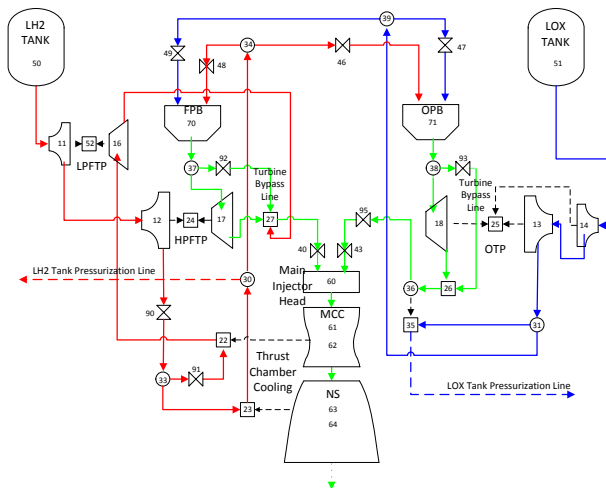 LH2
TANK
50
LOX
TANK
51
39
34
49
48
46
47
FPB
70
OPB
71
11
52
16
LPFTP
37
92
38
93
Turbine
Bypass
Line
Turbine
Bypass
Line
12
24
17
27
HPFTP
95
18
25
13
14
OTP
40
43
LH2 Tank Pressurization Line
30
Main
Injector
Head
60
36
26
90
MCC
61
62
22
35
31
Thrust
Chamber
Cooling
33
91
23
NS
63
64
LOX Tank Pressurization Line